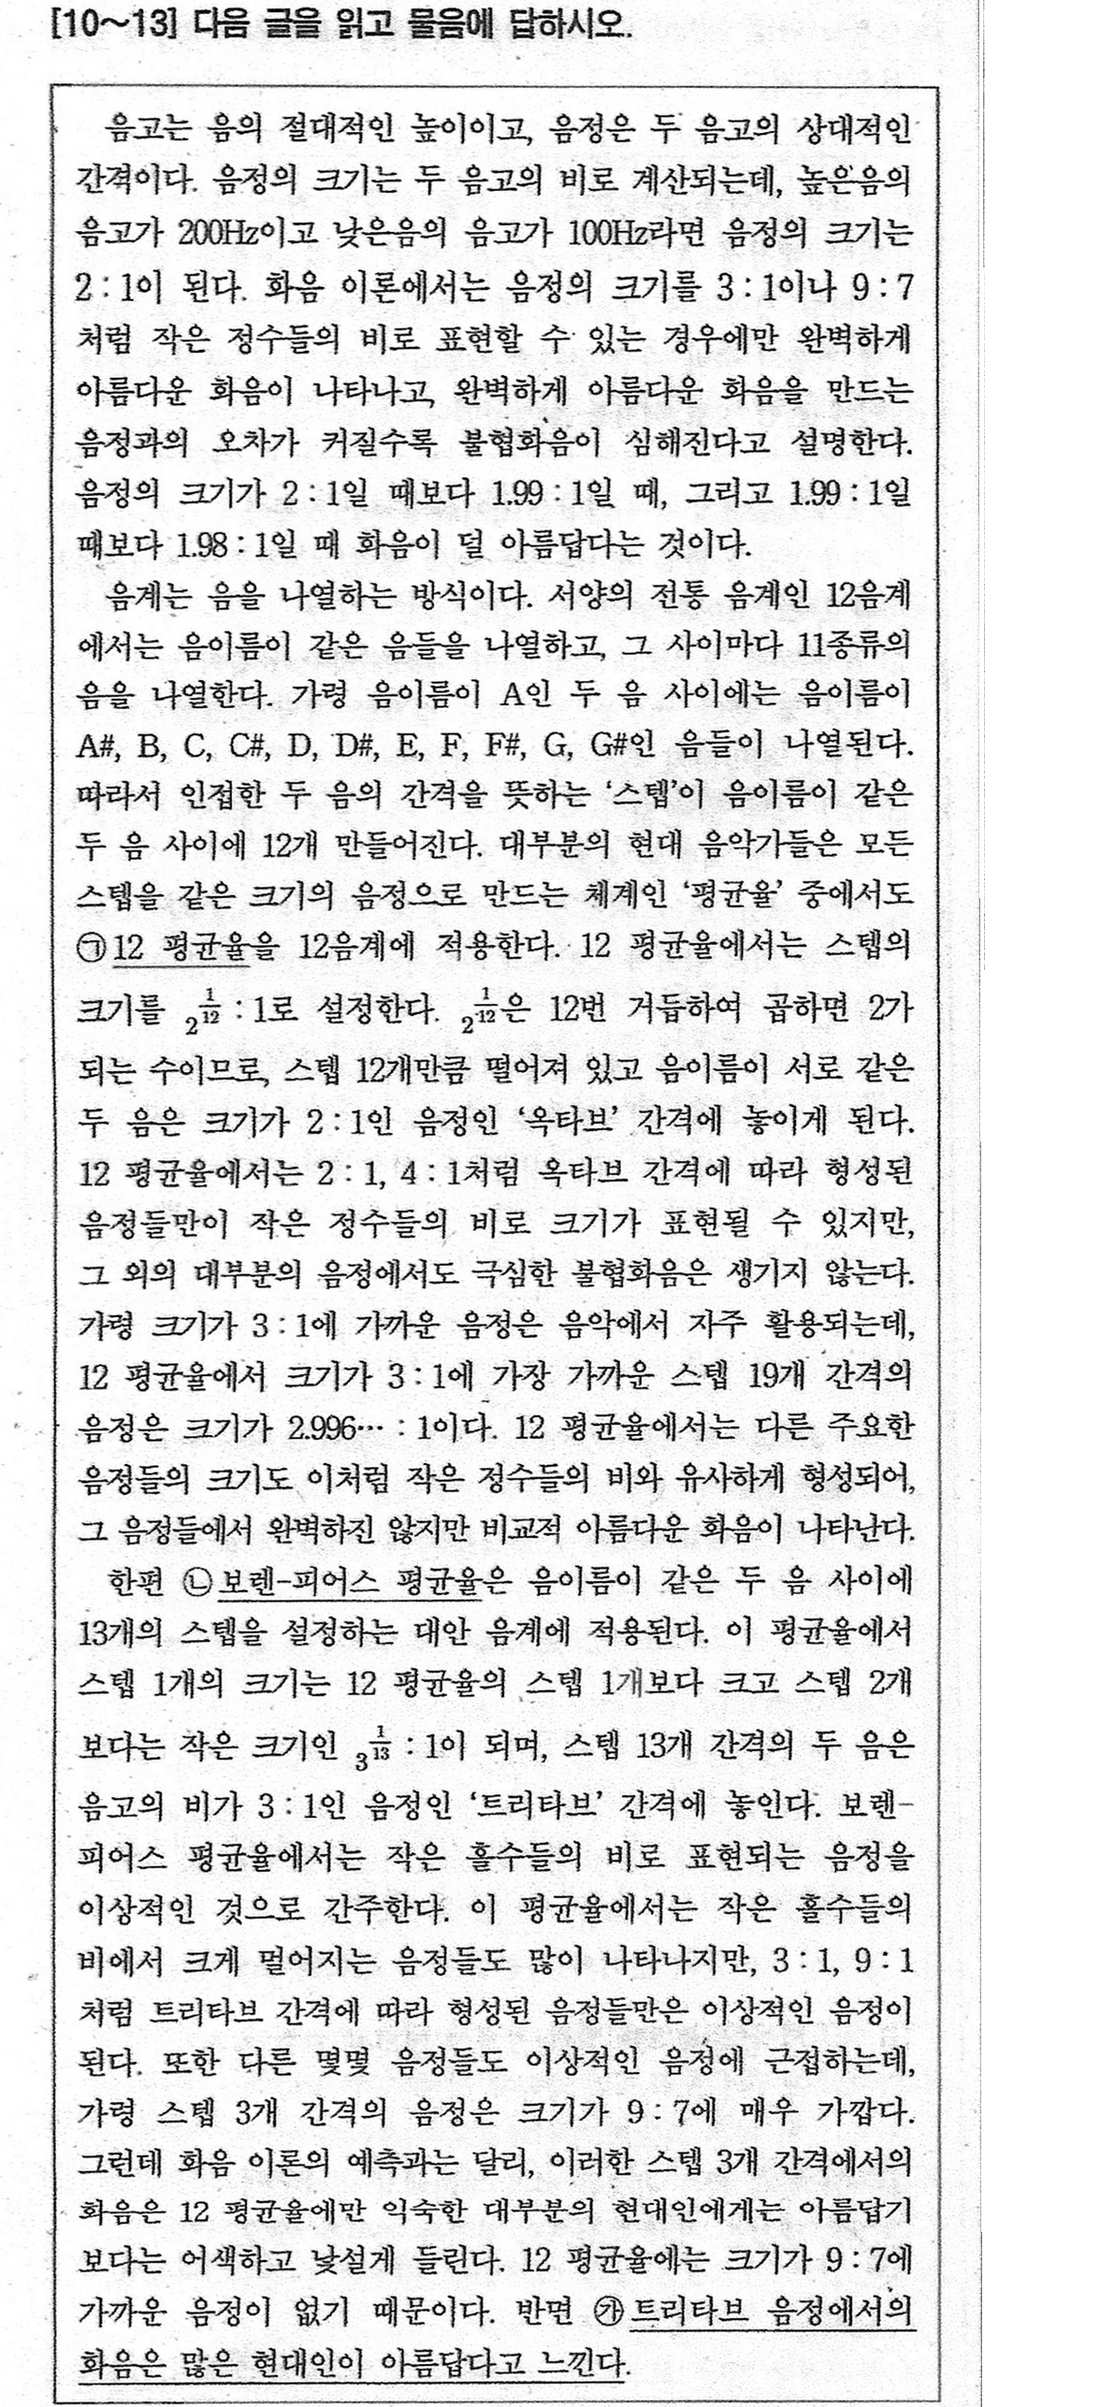 [10～13] 다음 글을 읽고 물음에 답하시오.
음고는 음의 절대적인 높이이고, 음정은 두 음고의 상대적인
간격이다. 음정의 크기는 두 음고의 비로 계산되는데, 높은음의
음고가 200Hz이고 낮은음의 음고가 100Hz라면 음정의 크기는
2 : 1이 된다. 화음 이론에서는 음정의 크기를 3 : 1이나 9 : 7
처럼 작은 정수들의 비로 표현할 수 있는 경우에만 완벽하게
아름다운 화음이 나타나고, 완벽하게 아름다운 화음을 만드는
음정과의 오차가 커질수록 불협화음이 심해진다고 설명한다.
음정의 크기가 2 : 1일 때보다 1.99 : 1일 때, 그리고 1.99 : 1일
때보다 1.98 : 1일 때 화음이 덜 아름답다는 것이다.
음계는 음을 나열하는 방식이다. 서양의 전통 음계인 12음계
에서는 음이름이 같은 음들을 나열하고, 그 사이마다 11종류의
음을 나열한다. 가령 음이름이 A인 두 음 사이에는 음이름이
A#, B, C, C#, D, D#, E, F, F#, G, G#인 음들이 나열된다.
따라서 인접한 두 음의 간격을 뜻하는 ‘스텝’이 음이름이 같은
두 음 사이에 12개 만들어진다. 대부분의 현대 음악가들은 모든
스텝을 같은 크기의 음정으로 만드는 체계인 ‘평균율’ 중에서도
㉠12 평균율을 12음계에 적용한다. 12 평균율에서는 스텝의
크기를 2^(1/12) : 1로 설정한다. 2^(1/12)은 12번 거듭하여 곱하면 2가
되는 수이므로, 스텝 12개만큼 떨어져 있고 음이름이 서로 같은
두 음은 크기가 2 : 1인 음정인 ‘옥타브’ 간격에 놓이게 된다.
12 평균율에서는 2 : 1, 4 : 1처럼 옥타브 간격에 따라 형성된
음정들만이 작은 정수들의 비로 크기가 표현될 수 있지만,
그 외의 대부분의 음정에서도 극심한 불협화음은 생기지 않는다.
가령 크기가 3 : 1에 가까운 음정은 음악에서 자주 활용되는데,
12 평균율에서 크기가 3 : 1에 가장 가까운 스텝 19개 간격의
음정은 크기가 2.996… : 1이다. 12 평균율에서는 다른 주요한
음정들의 크기도 이처럼 작은 정수들의 비와 유사하게 형성되어,
그 음정들에서 완벽하진 않지만 비교적 아름다운 화음이 나타난다.
한편 ㉡보렌-피어스 평균율은 음이름이 같은 두 음 사이에
13개의 스텝을 설정하는 대안 음계에 적용된다. 이 평균율에서
스텝 1개의 크기는 12 평균율의 스텝 1개보다 크고 스텝 2개
보다는 작은 크기인 3^(1/13) : 1이 되며, 스텝 13개 간격의 두 음은
음고의 비가 3 : 1인 음정인 ‘트리타브’ 간격에 놓인다. 보렌-
피어스 평균율에서는 작은 홀수들의 비로 표현되는 음정을
이상적인 것으로 간주한다. 이 평균율에서는 작은 홀수들의
비에서 크게 멀어지는 음정들도 많이 나타나지만, 3 : 1, 9 : 1
처럼 트리타브 간격에 따라 형성된 음정들만은 이상적인 음정이
된다. 또한 다른 몇몇 음정들도 이상적인 음정에 근접하는데,
가령 스텝 3개 간격의 음정은 크기가 9 : 7에 매우 가깝다.
그런데 화음 이론의 예측과는 달리, 이러한 스텝 3개 간격에서의
화음은 12 평균율에만 익숙한 대부분의 현대인에게는 아름답기
보다는 어색하고 낯설게 들린다. 12 평균율에는 크기가 9 : 7에
가까운 음정이 없기 때문이다. 반면 ㉮트리타브 음정에서의
화음은 많은 현대인이 아름답다고 느낀다.